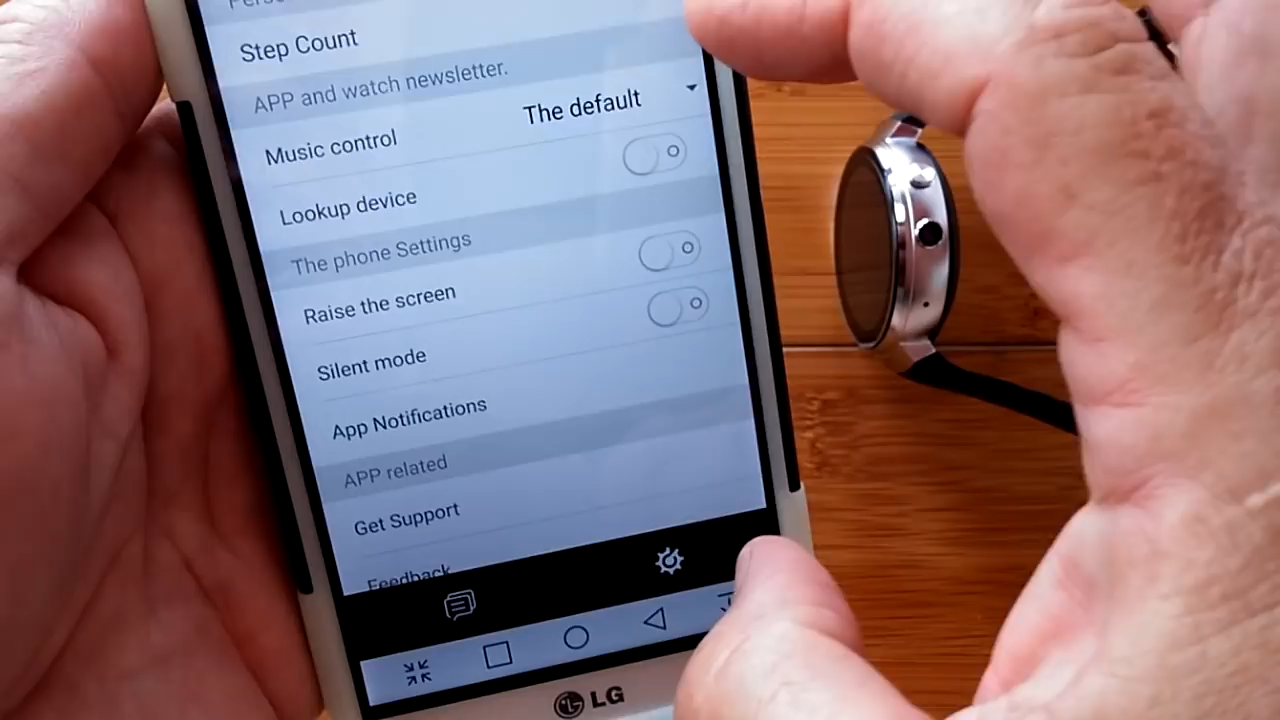 Step Count
APP and watch newsletter.
Music control The default
Lookup device
The phone Settings
Raise the screen
Silent mode
App Notifications
APP related
Get Support
Feedback
LG